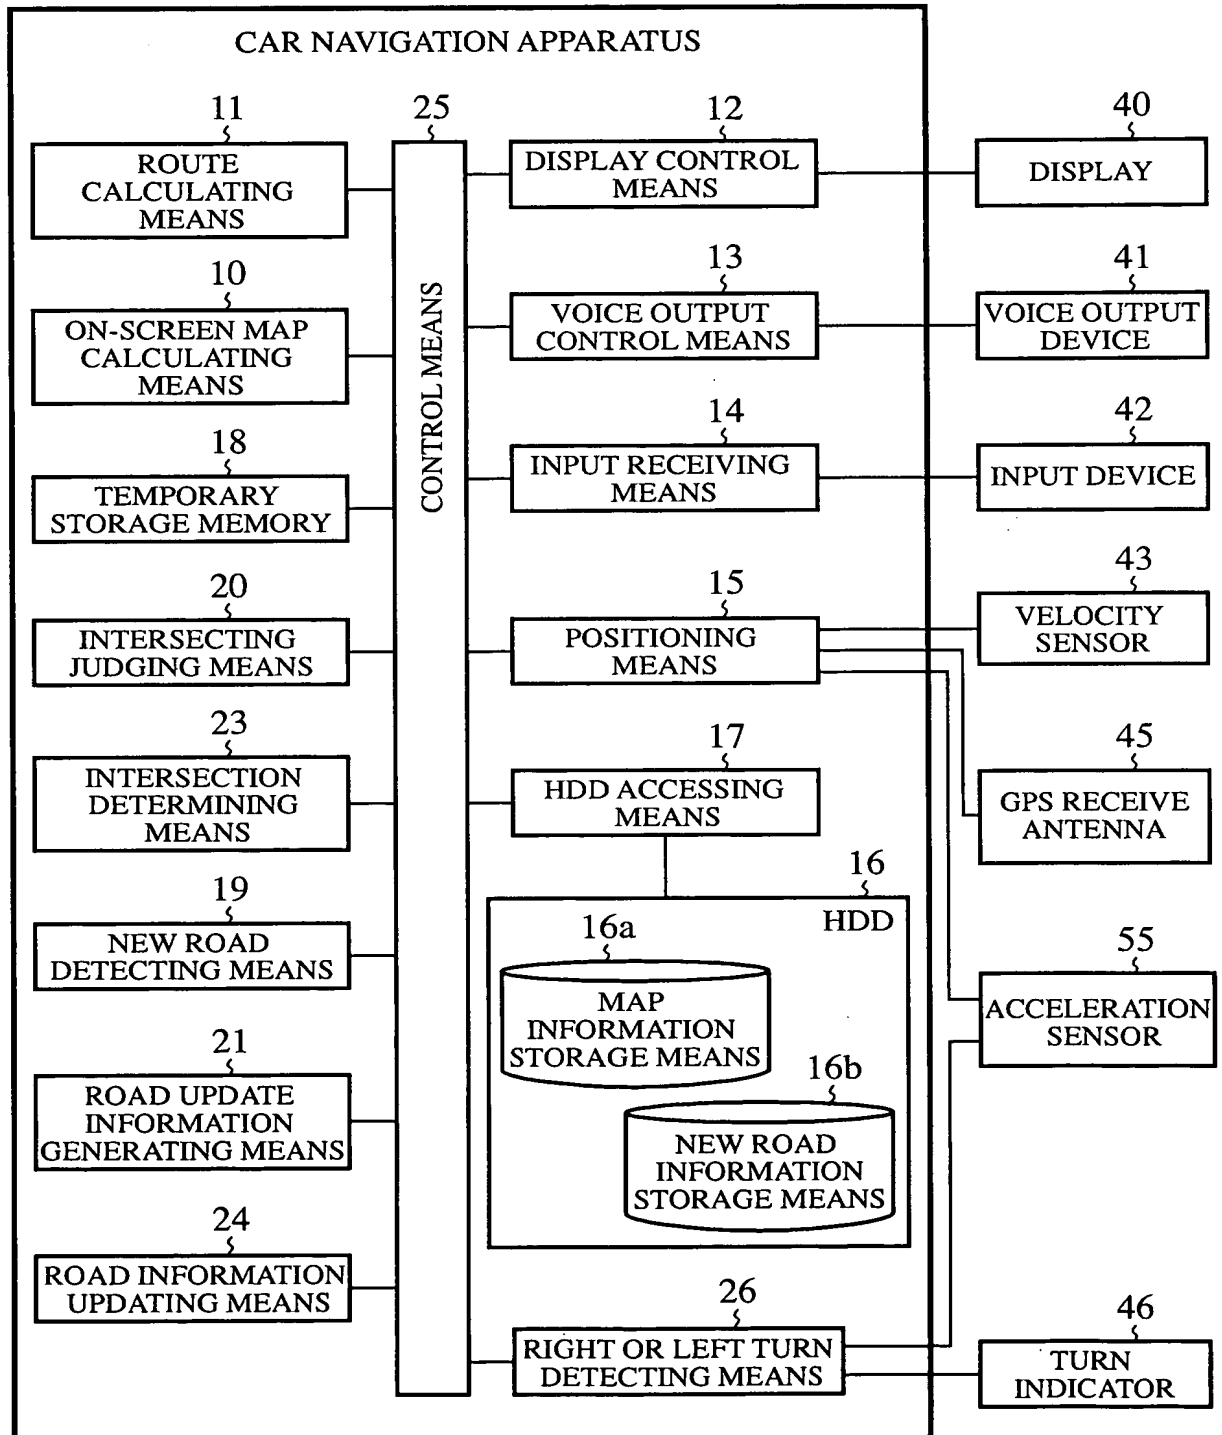 CAR NAVIGATION APPARATUS
11
ROUTE
CALCULATING
MEANS
10
ON-SCREEN MAP
CALCULATING
MEANS
18
TEMPORARY
STORAGE MEMORY
20
INTERSECTING
JUDGING MEANS
23
INTERSECTION
DETERMINING
MEANS
19
NEW ROAD
DETECTING MEANS
21
ROAD UPDATE
INFORMATION
GENERATING MEANS
24
ROAD INFORMATION
UPDATING MEANS
25
CONTROL MEANS
12
DISPLAY CONTROL
MEANS
13
VOICE OUTPUT
CONTROL MEANS
14
INPUT RECEIVING
MEANS
15
POSITIONING
MEANS
17
HDD ACCESSING
MEANS
16
HDD
16a
MAP
INFORMATION
STORAGE MEANS
16b
NEW ROAD
INFORMATION
STORAGE MEANS
26
RIGHT OR LEFT TURN
DETECTING MEANS
40
DISPLAY
41
VOICE OUTPUT
DEVICE
42
INPUT DEVICE
43
VELOCITY
SENSOR
45
GPS RECEIVE
ANTENNA
55
ACCELERATION
SENSOR
46
TURN
INDICATOR